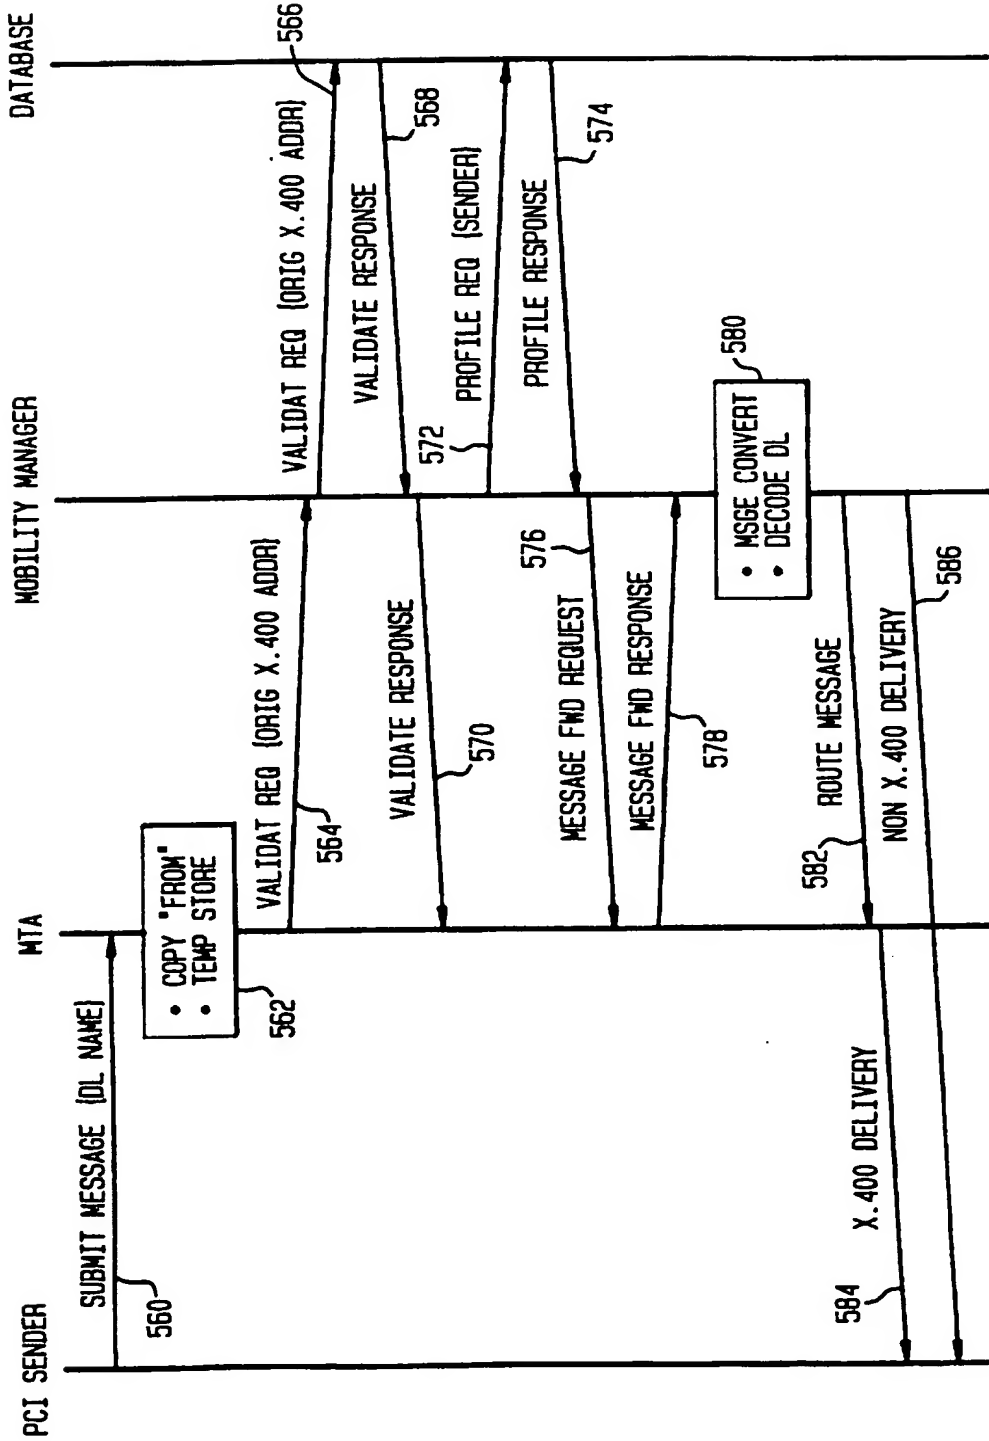 PCI SENDER
MTA
MOBILITY MANAGER
DATABASE
SUBMIT MESSAGE (DL NAME)
560
• COPY "FROM"
• TEMP STORE
562
VALIDAT REQ (ORIG X.400 ADDR)
564
VALIDAT REQ (ORIG X.400 ADDR)
566
VALIDATE RESPONSE
568
VALIDATE RESPONSE
570
PROFILE REQ (SENDER)
572
PROFILE RESPONSE
574
MESSAGE FWD REQUEST
576
MESSAGE FWD RESPONSE
578
• MSGE CONVERT
• DECODE DL
580
ROUTE MESSAGE
582
X.400 DELIVERY
584
NON X.400 DELIVERY
586